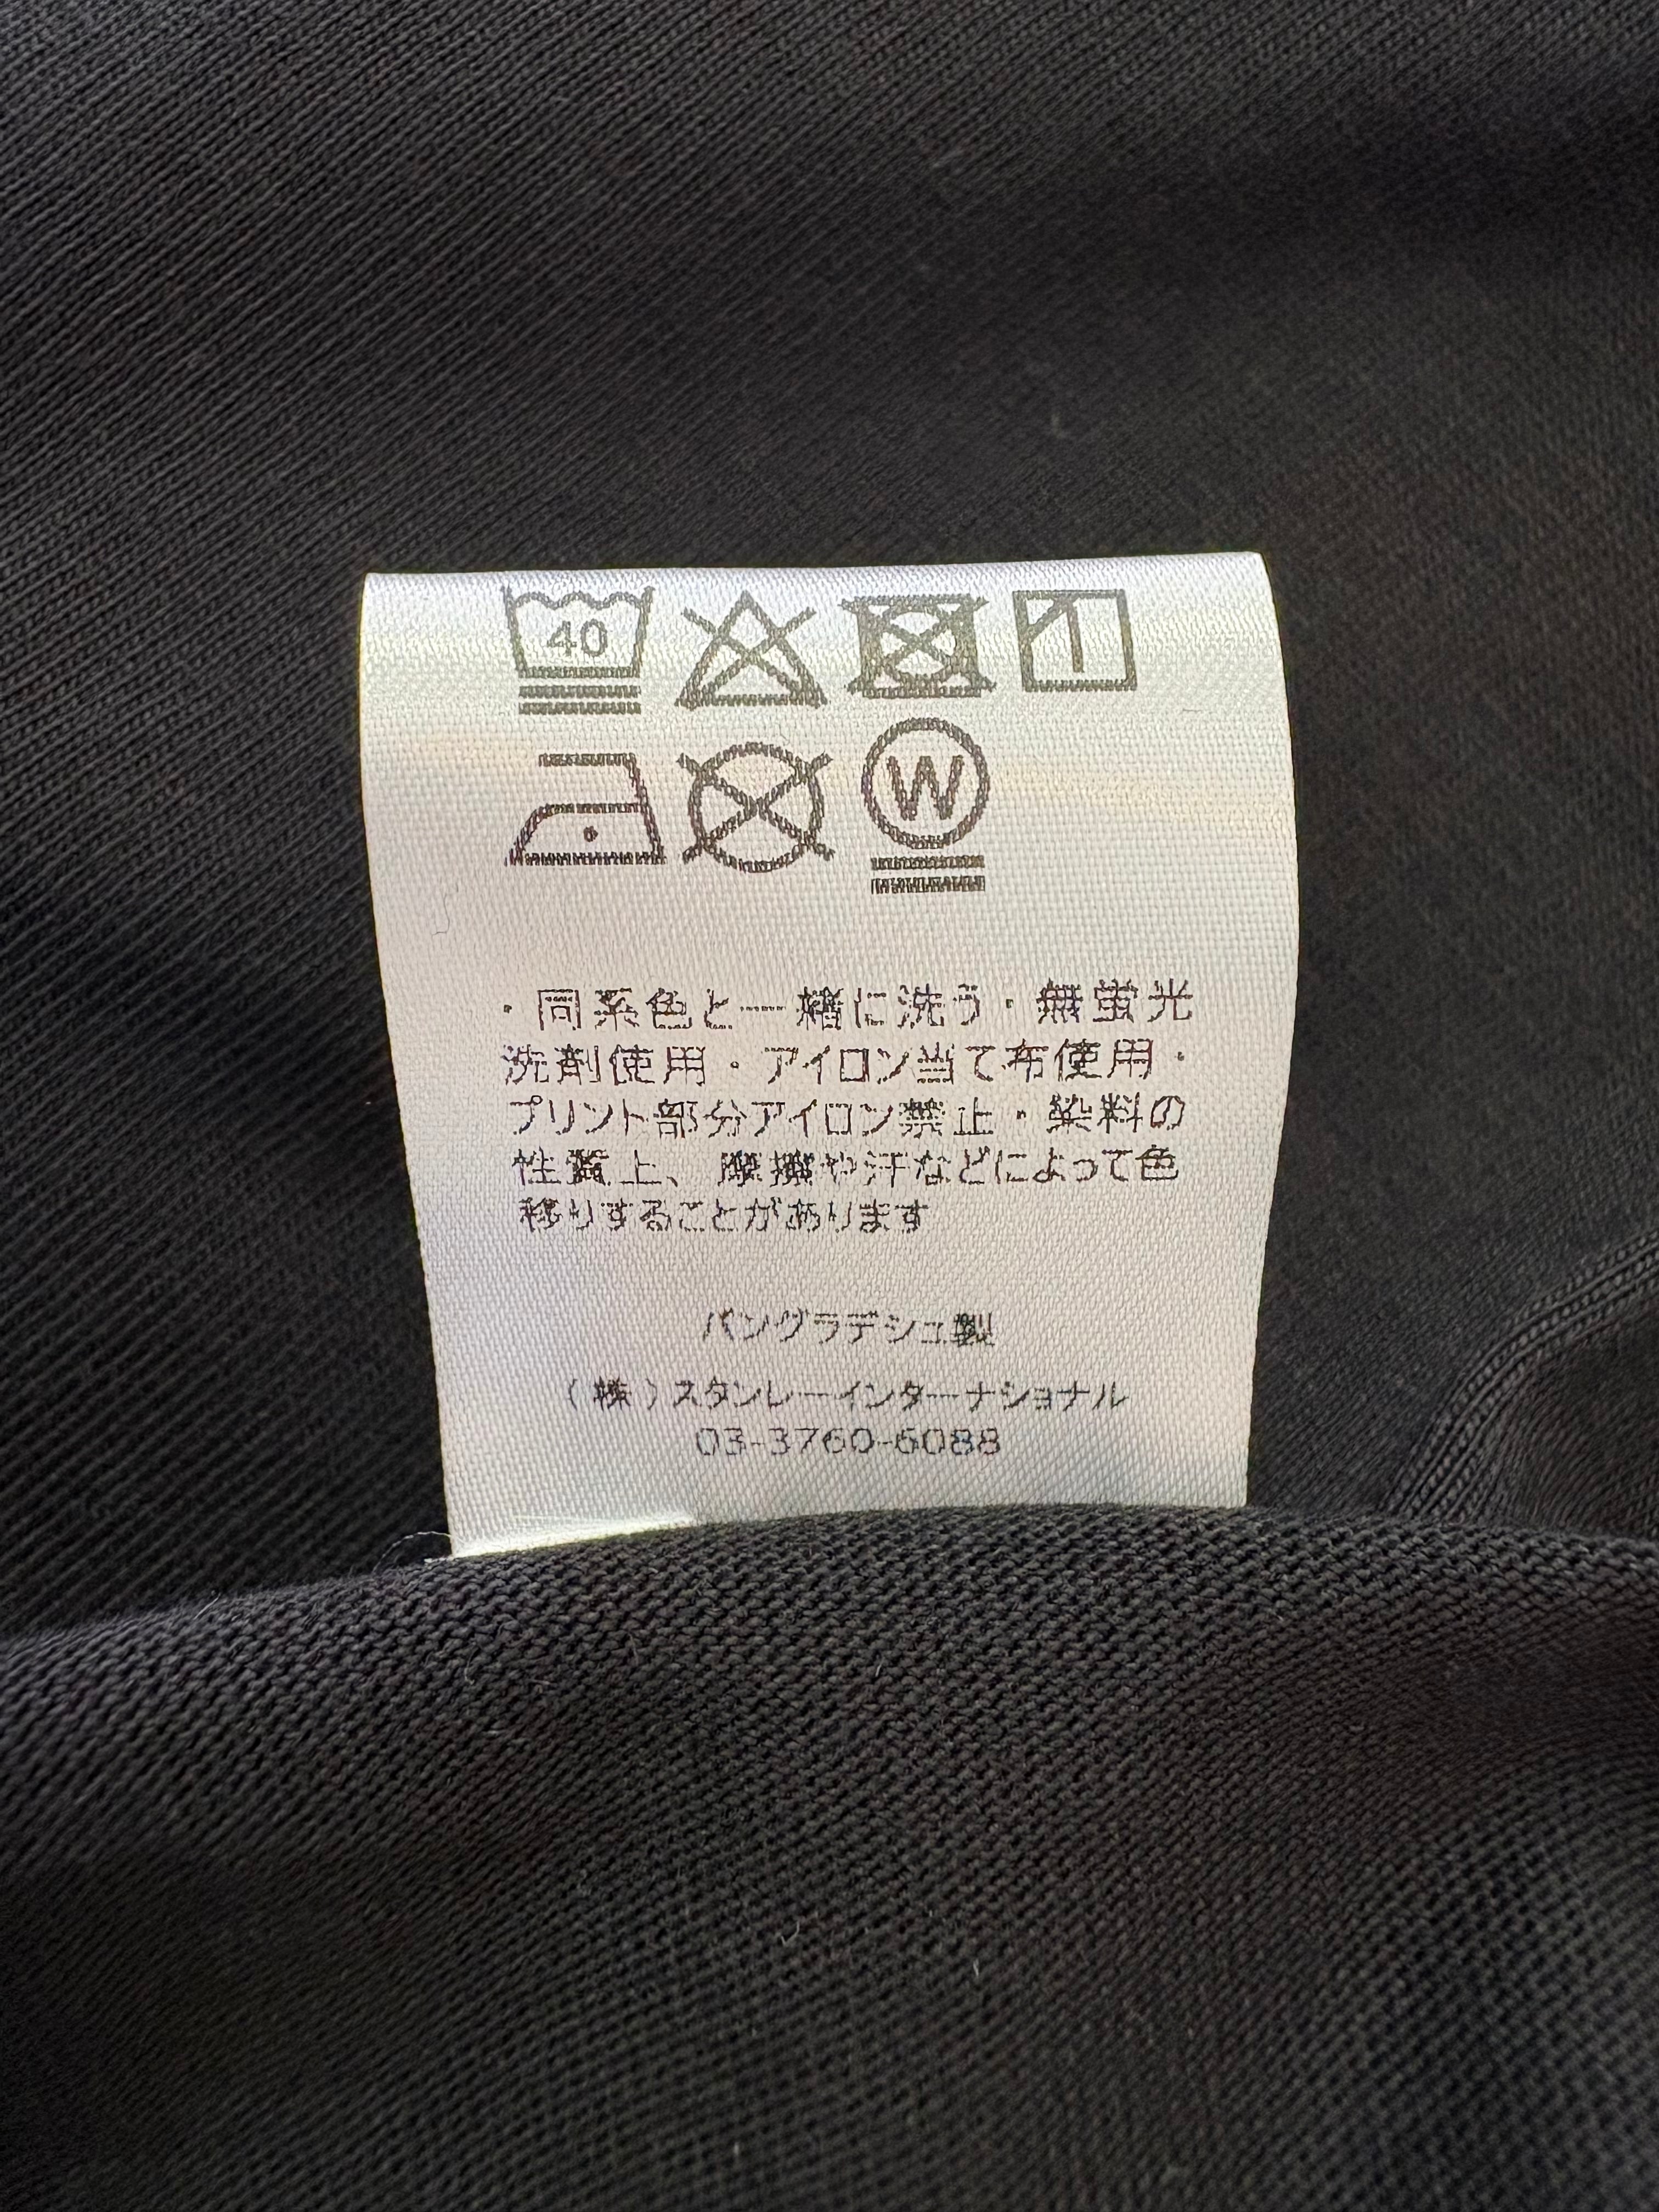 40
W
・同系色と一緒に洗う・無蛍光
洗剤使用・アイロン当て布使用・
プリント部分アイロン禁止・染料の
性質上、摩擦や汗などによって色
移りすることがあります
バングラデシュ製
(株)スタンレーインターナショナル
03-3760-6088